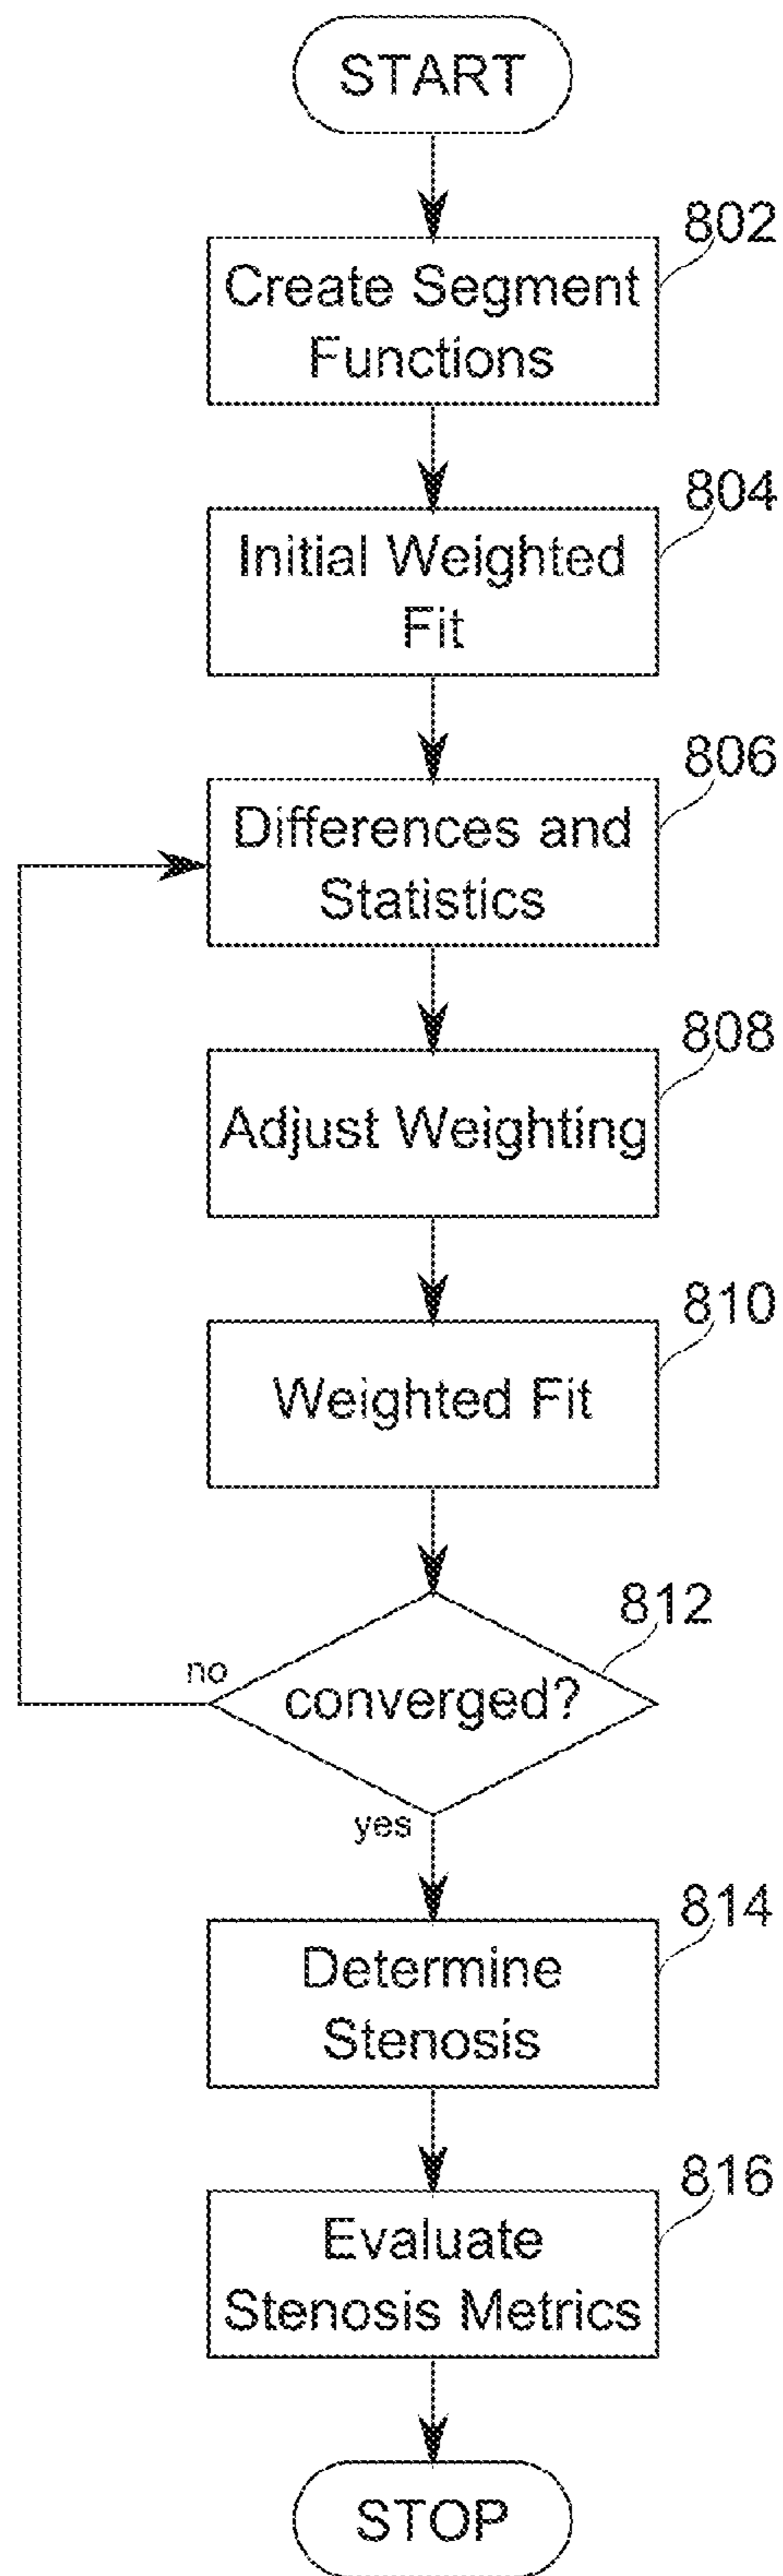 START
802
Create Segment
Functions
804
Initial Weighted
Fit
806
Differences and
Statistics
808
Adjust Weighting
810
Weighted Fit
812
no
converged?
yes
814
Determine
Stenosis
816
Evaluate
Stenosis Metrics
STOP